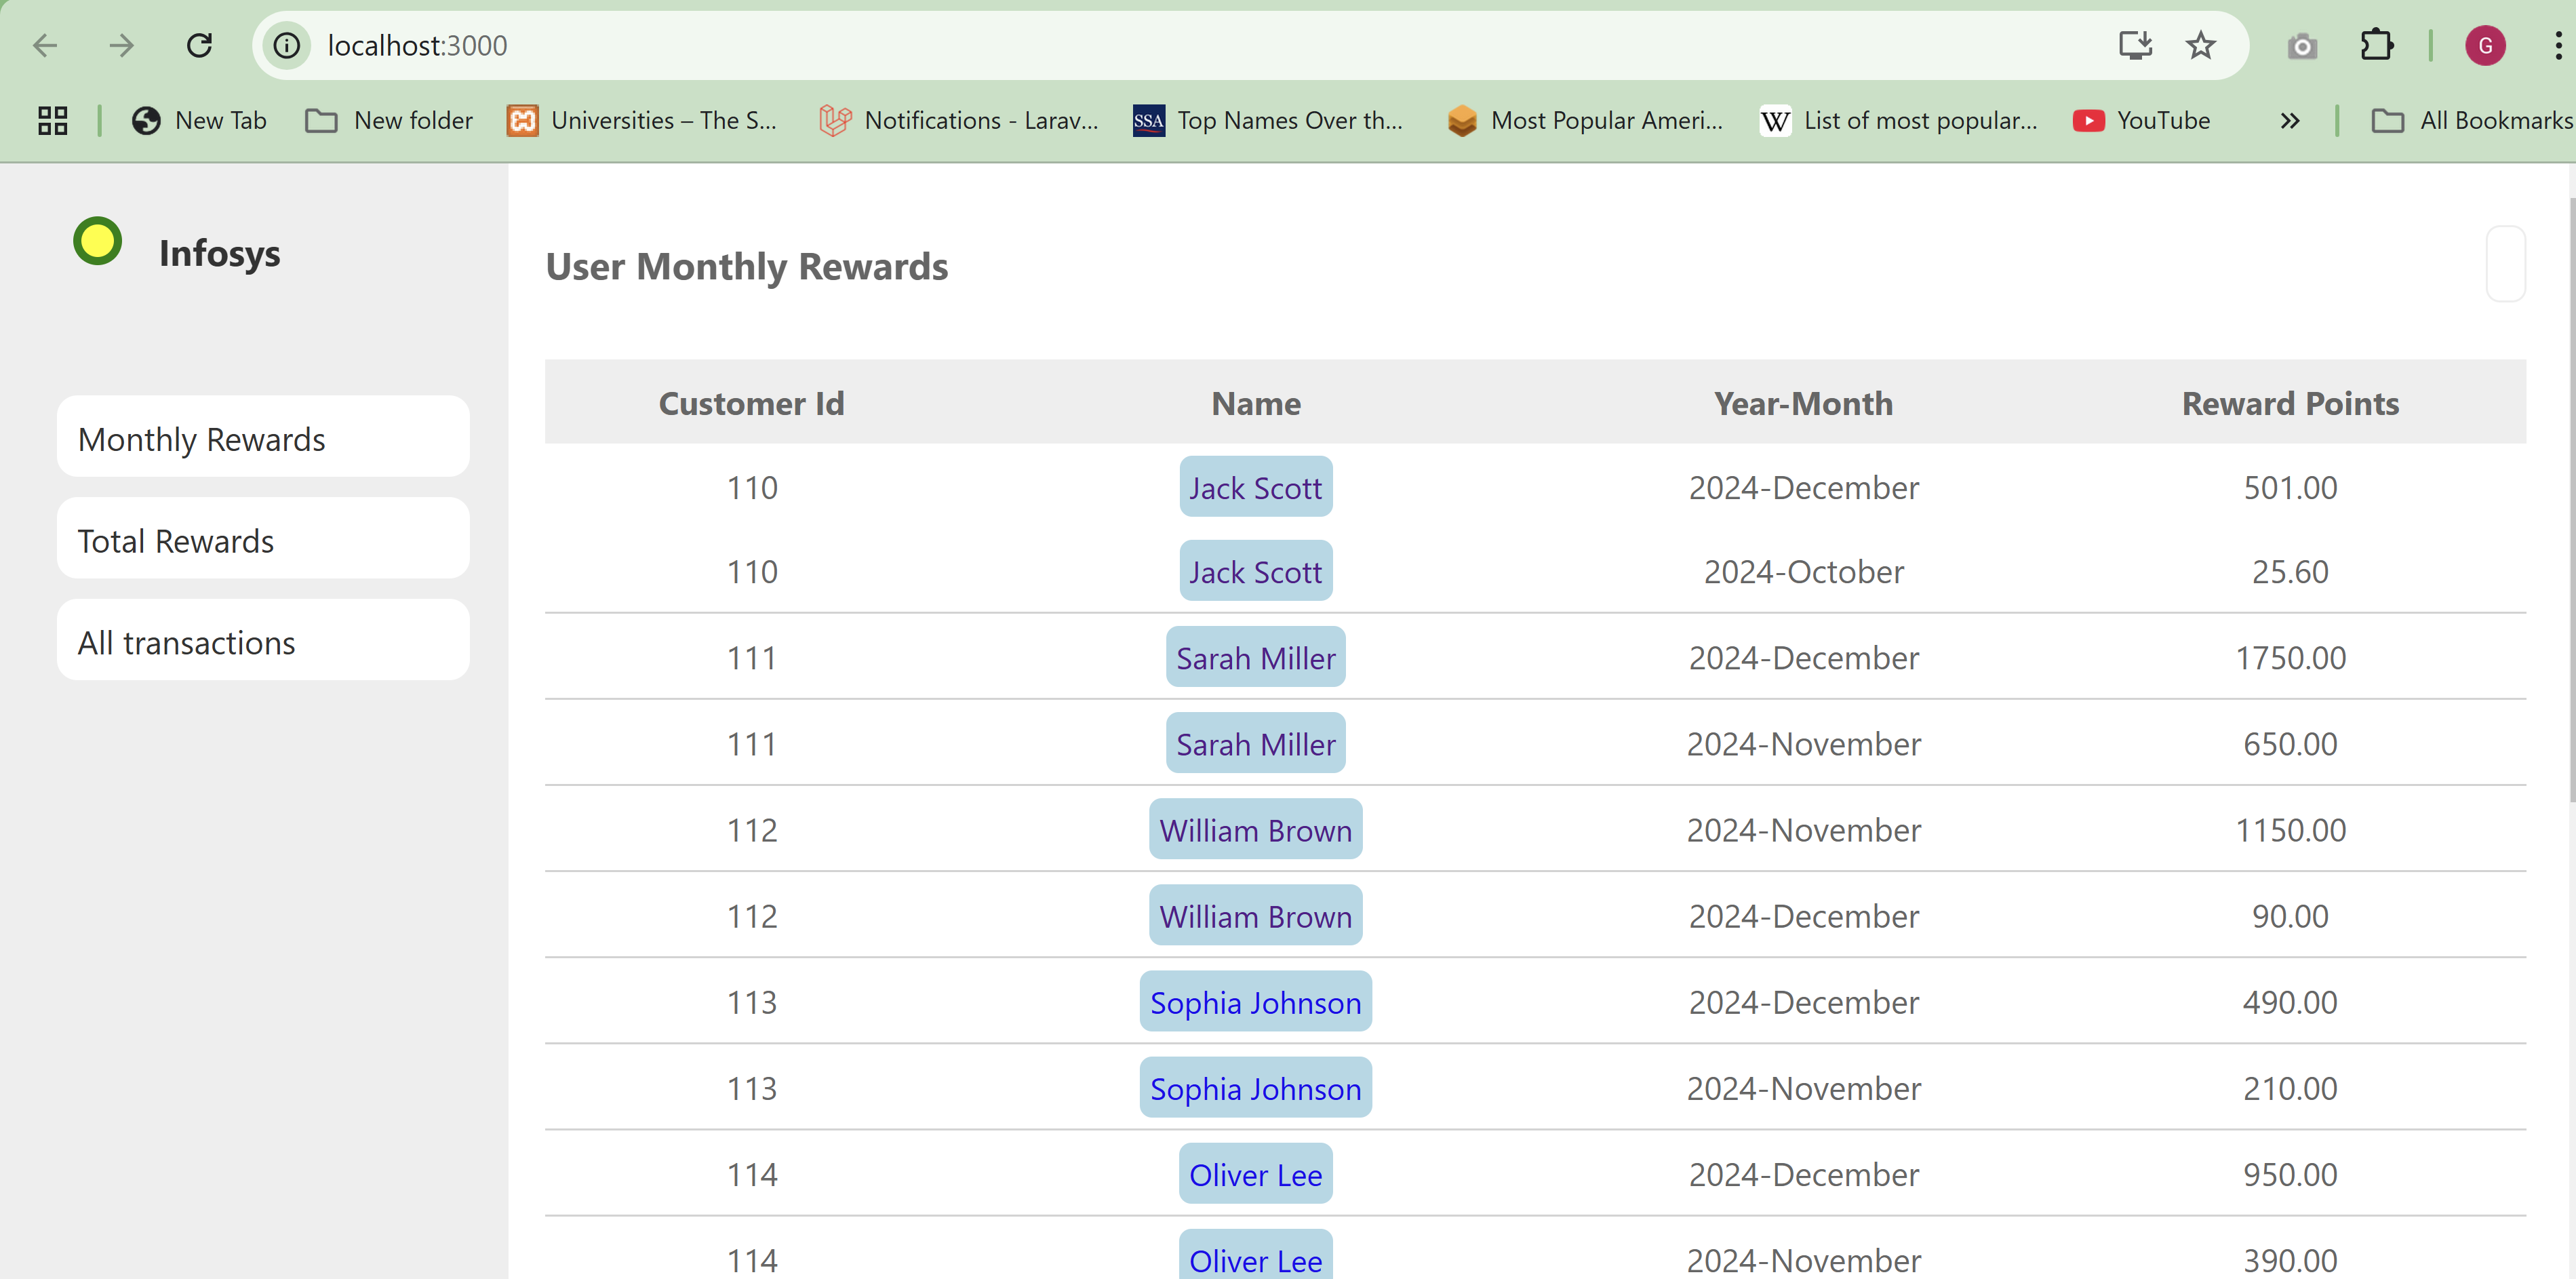 localhost:3000
New Tab New folder Universities – The S... Notifications - Larav... SSA Top Names Over th... Most Popular Ameri... W List of most popular... YouTube » All Bookmarks
G
Infosys
Monthly Rewards
Total Rewards
All transactions
User Monthly Rewards
Customer Id Name Year-Month Reward Points
110 Jack Scott 2024-December 501.00
110 Jack Scott 2024-October 25.60
111 Sarah Miller 2024-December 1750.00
111 Sarah Miller 2024-November 650.00
112 William Brown 2024-November 1150.00
112 William Brown 2024-December 90.00
113 Sophia Johnson 2024-December 490.00
113 Sophia Johnson 2024-November 210.00
114 Oliver Lee 2024-December 950.00
114 Oliver Lee 2024-November 390.00